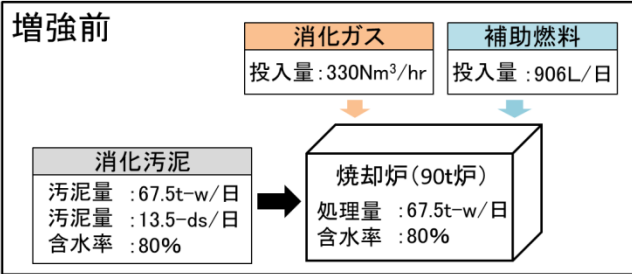 増強前
消化ガス
投入量:330Nm³/hr
補助燃料
投入量:906L/日
消化汚泥
汚泥量 :67.5t-w/日
汚泥量 :13.5-ds/日
含水率 :80%
焼却炉(90t炉)
処理量 :67.5t-w/日
含水率 :80%